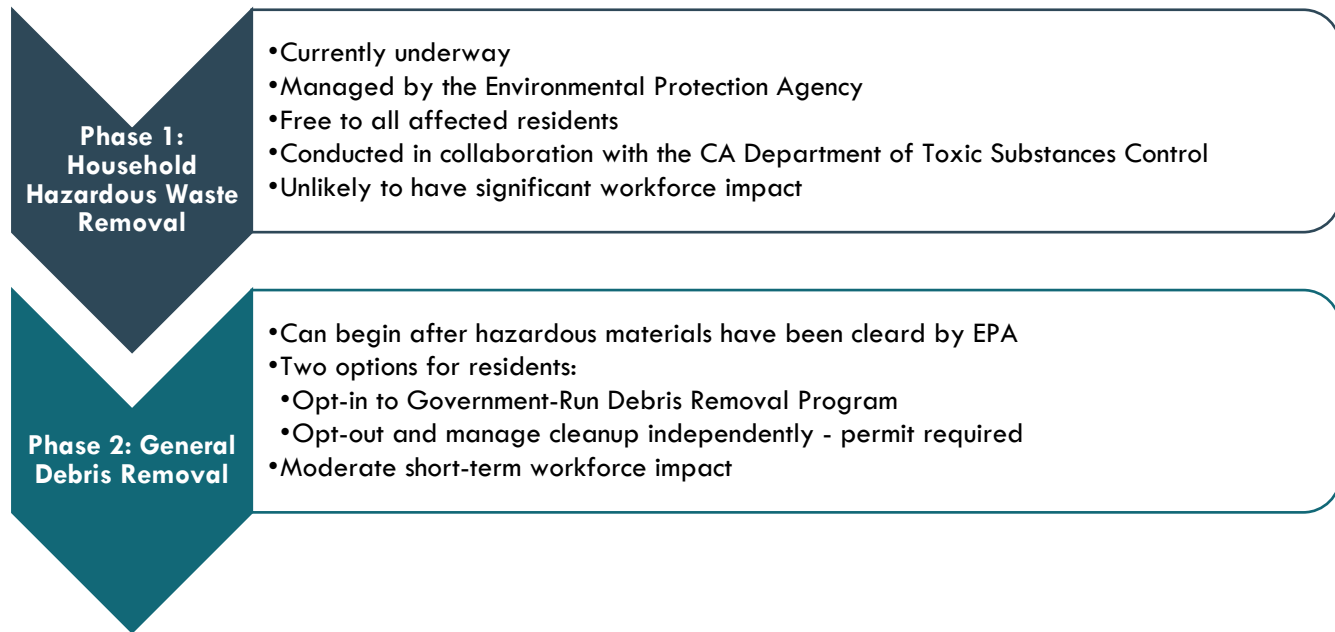 Phase 1:
Household
Hazardous Waste
Removal
•Currently underway
•Managed by the Environmental Protection Agency
•Free to all affected residents
•Conducted in collaboration with the CA Department of Toxic Substances Control
•Unlikely to have significant workforce impact
Phase 2: General
Debris Removal
•Can begin after hazardous materials have been cleard by EPA
•Two options for residents:
•Opt-in to Government-Run Debris Removal Program
•Opt-out and manage cleanup independently - permit required
•Moderate short-term workforce impact